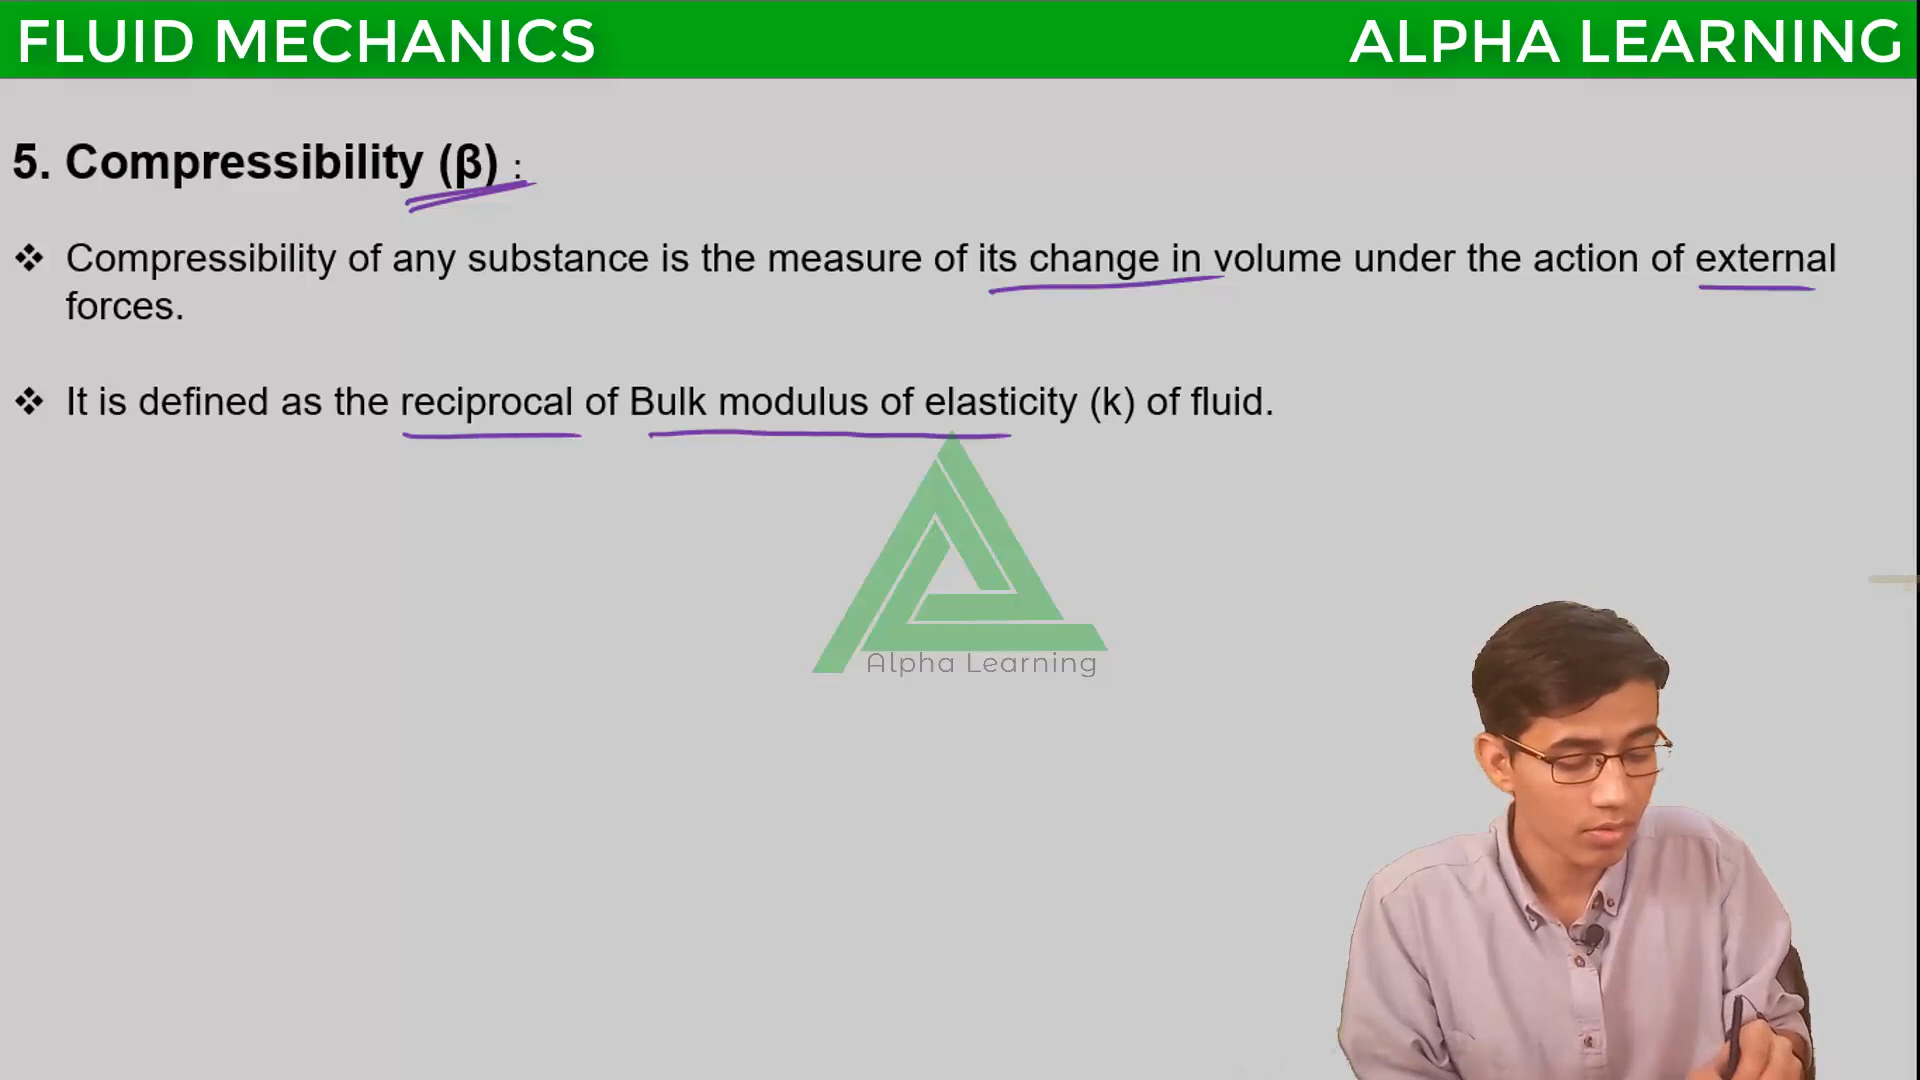 FLUID MECHANICS
ALPHA LEARNING
5. Compressibility (β) :
❖ Compressibility of any substance is the measure of its change in volume under the action of external
forces.
❖ It is defined as the reciprocal of Bulk modulus of elasticity (k) of fluid.
Alpha Learning